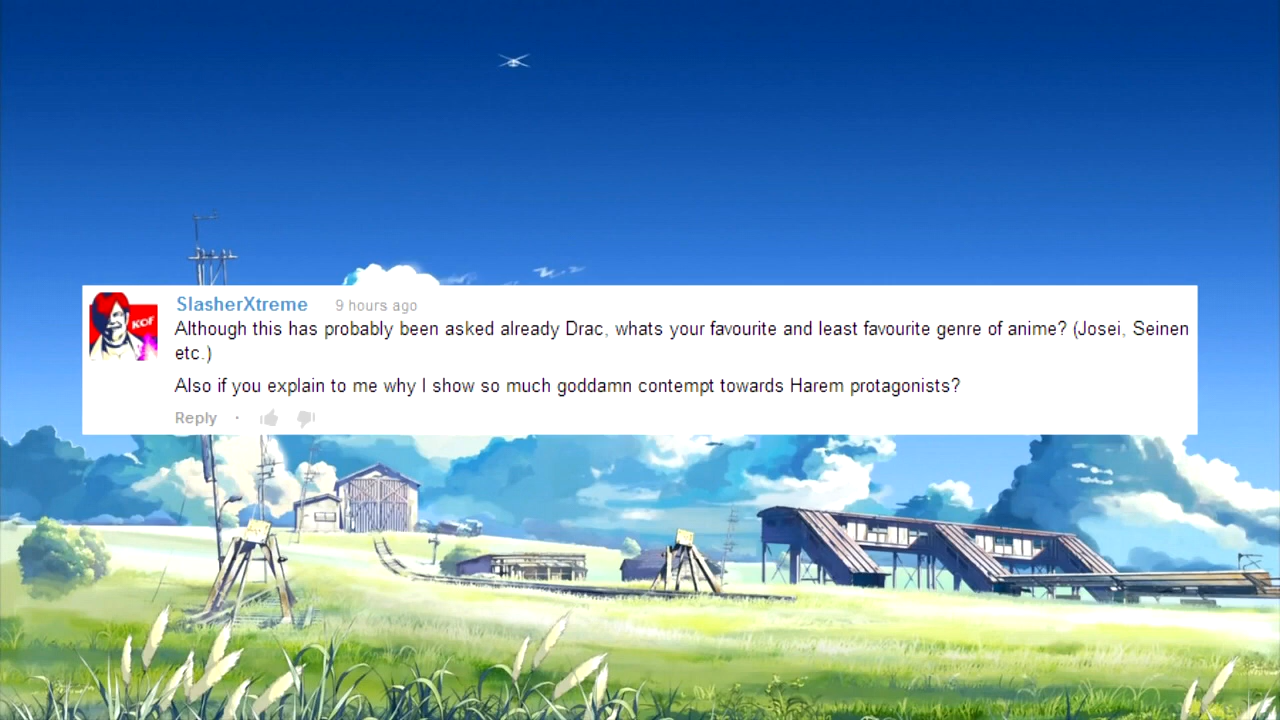 SlasherXtreme 9 hours ago
KOF
Although this has probably been asked already Drac, whats your favourite and least favourite genre of anime? (Josei, Seinen
etc.)
Also if you explain to me why I show so much goddamn contempt towards Harem protagonists?
Reply ·